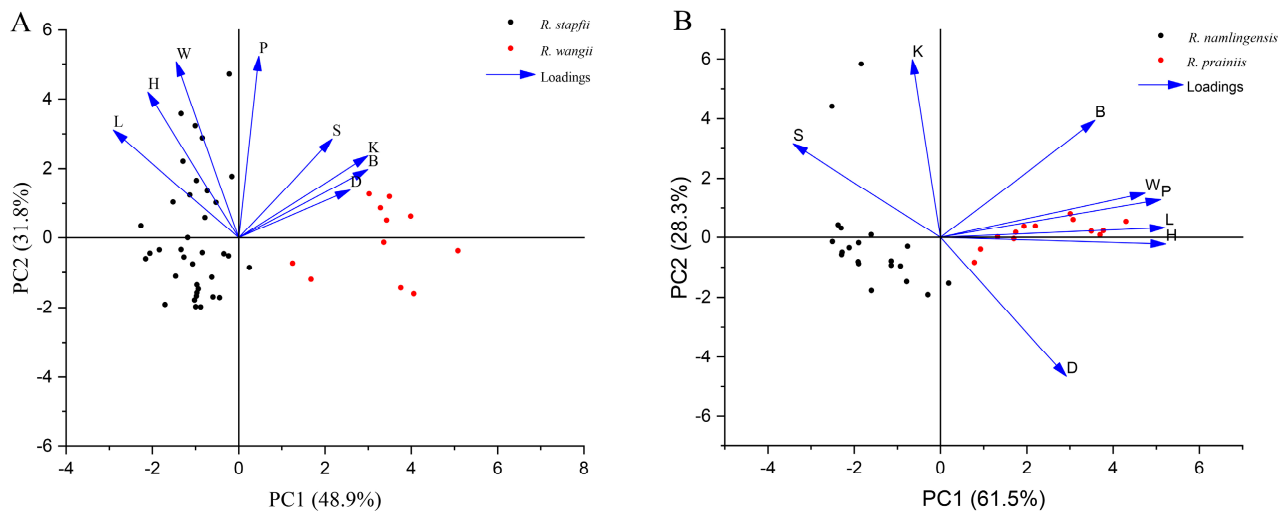 A
R. stapfii
R. wangii
Loadings
P
W
H
L
S
K
B
D
6
4
2
0
-2
-4
-6
-4
-2
0
2
4
6
8
PC2 (31.8%)
PC1 (48.9%)
B
R. namlingensis
R. prainiis
Loadings
K
B
S
W
P
L
H
D
6
4
2
0
-2
-4
-6
-4
-2
0
2
4
6
PC2 (28.3%)
PC1 (61.5%)